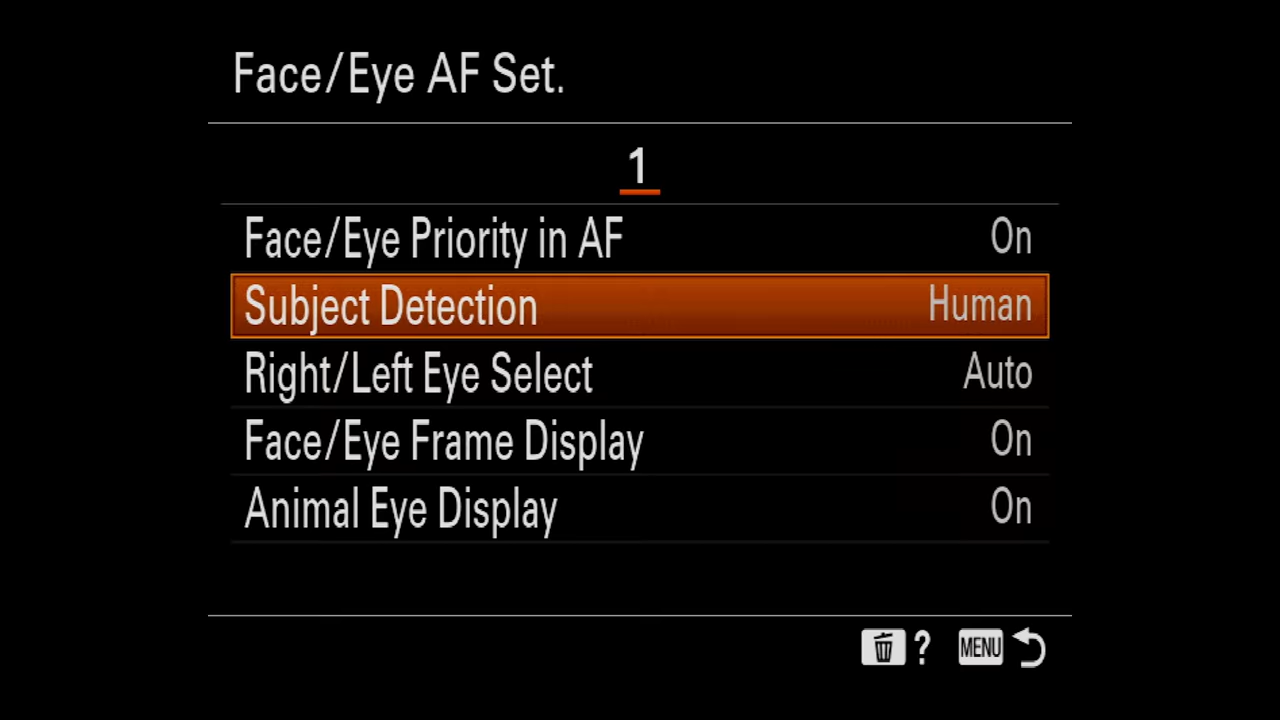 Face/Eye AF Set.
1
Face/Eye Priority in AF On
Subject Detection Human
Right/Left Eye Select Auto
Face/Eye Frame Display On
Animal Eye Display On
? MENU